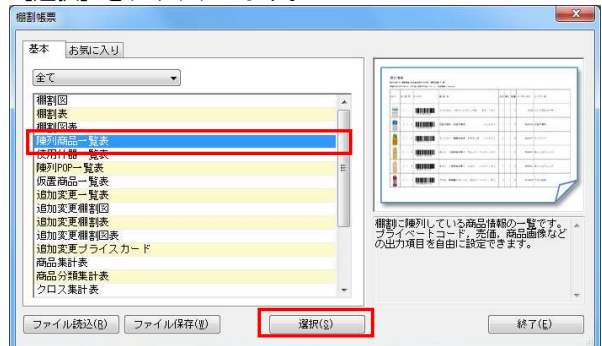 棚割帳票
基本 お気に入り
全て
棚割図
棚割表
棚割図表
陳列商品一覧表
使用什器一覧表
陳列POP一覧表
仮置商品一覧表
追加変更一覧表
追加変更棚割図
追加変更棚割表
追加変更棚割図表
追加変更プライスカード
商品集計表
商品分類集計表
クロス集計表
棚割に陳列している商品情報の一覧です。
プライベートコード, 売価, 商品画像など
の出力項目を自由に設定できます。
ファイル読込(R) ファイル保存(W) 選択(S) 終了(E)